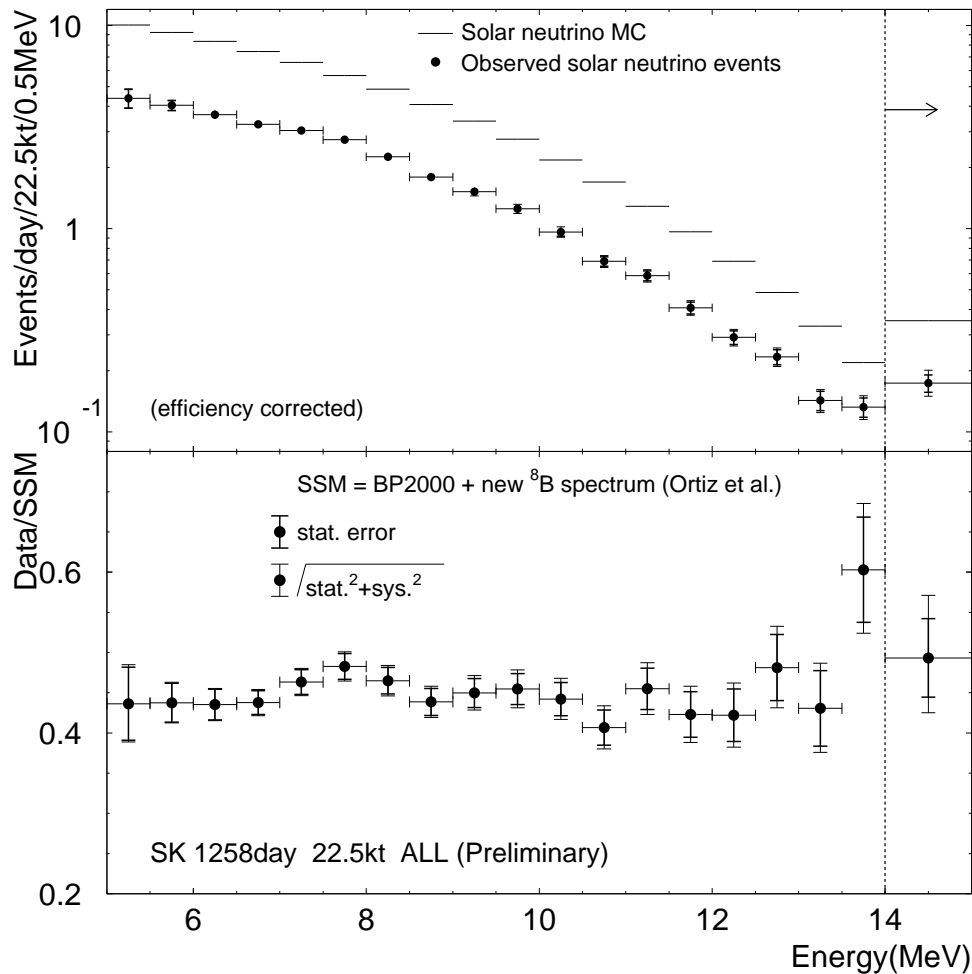 10
Solar neutrino MC
Observed solar neutrino events
Events/day/22.5kt/0.5MeV
1
-1
10
(efficiency corrected)
SSM = BP2000 + new 8B spectrum (Ortiz et al.)
Data/SSM
stat. error
√stat.2+sys.2
0.6
0.4
SK 1258day 22.5kt ALL (Preliminary)
0.2
6 8 10 12 14
Energy(MeV)